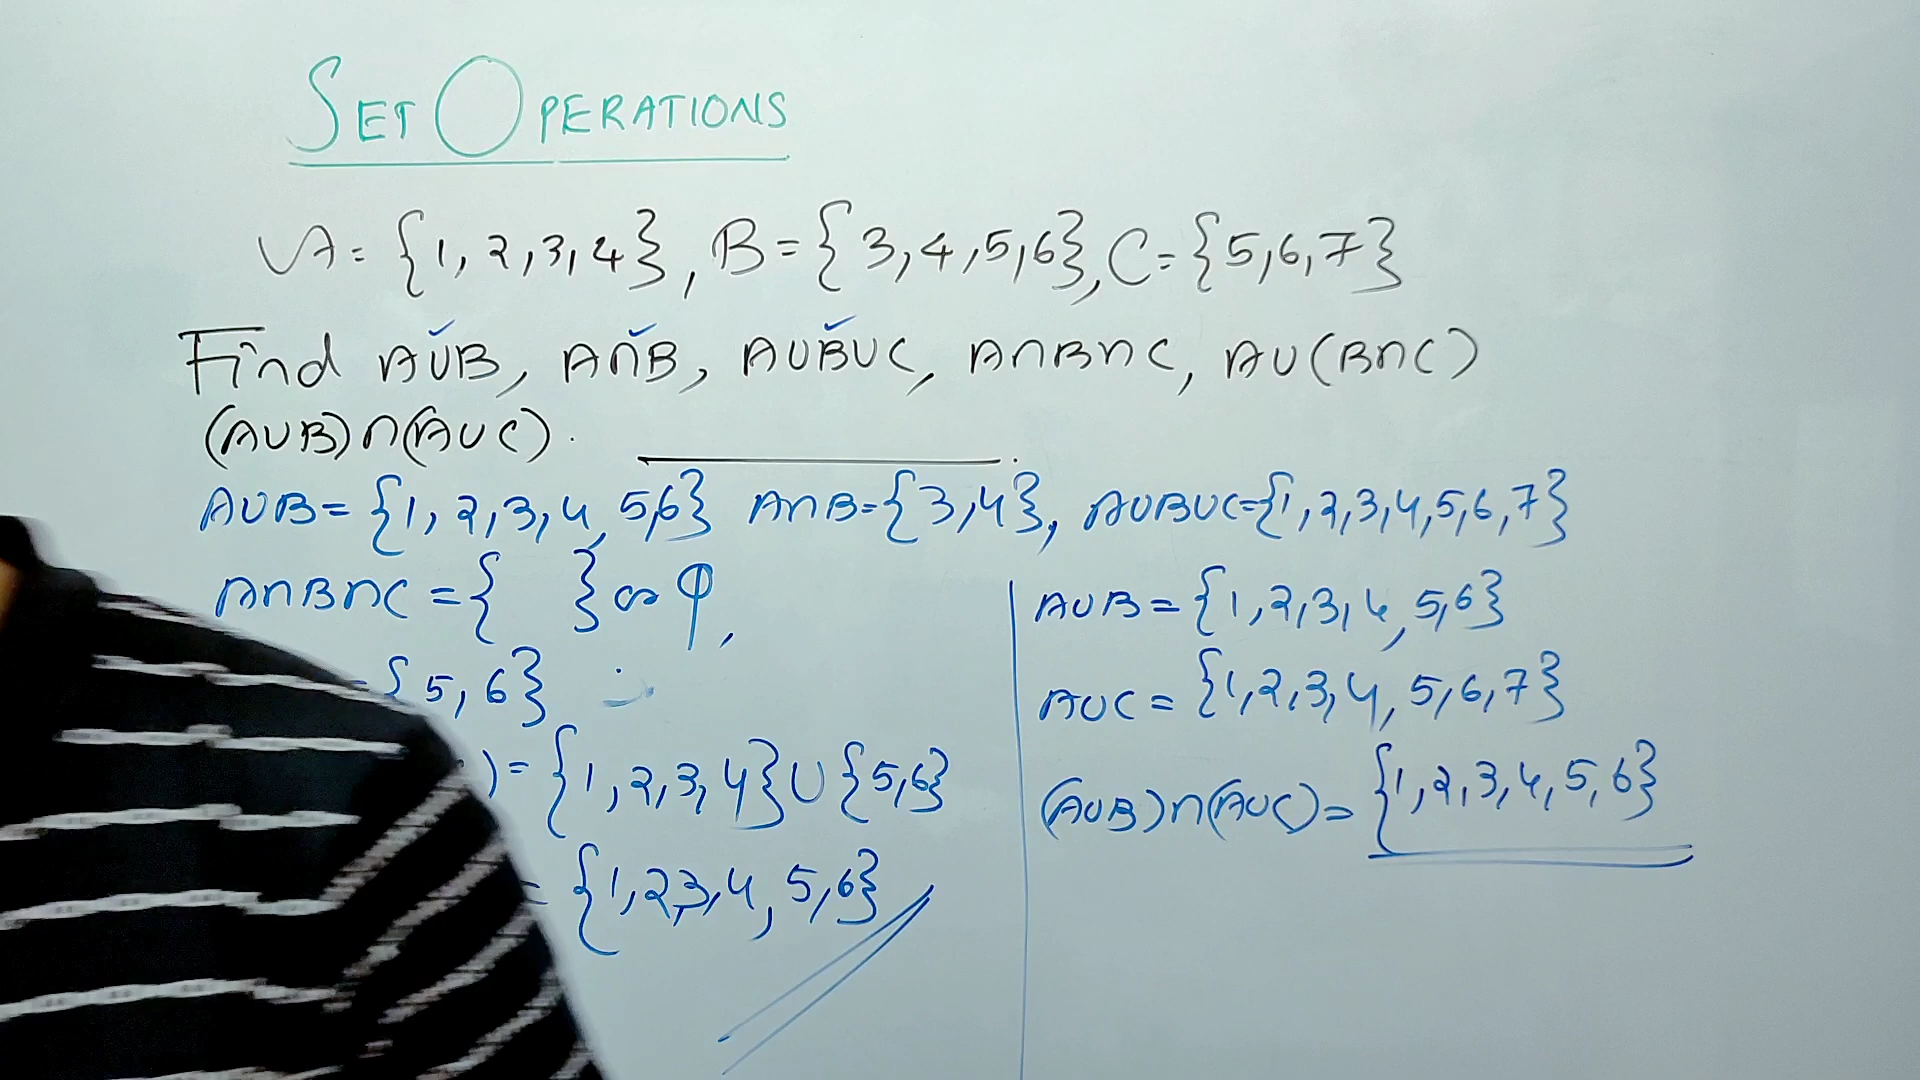 SET OPERATIONS
A = {1, 2, 3, 4}, B = {3, 4, 5, 6}, C = {5, 6, 7}
Find A∪B, A∩B, A∪B∪C, A∩B∩C, A∪(B∩C)
(A∪B)∩(A∪C).
A∪B = {1, 2, 3, 4, 5, 6} A∩B = {3, 4}, A∪B∪C = {1, 2, 3, 4, 5, 6, 7}
A∩B∩C = { } or φ,
= {5, 6}
) = {1, 2, 3, 4} ∪ {5, 6}
= {1, 2, 3, 4, 5, 6}
A∪B = {1, 2, 3, 4, 5, 6}
A∪C = {1, 2, 3, 4, 5, 6, 7}
(A∪B)∩(A∪C) = {1, 2, 3, 4, 5, 6}